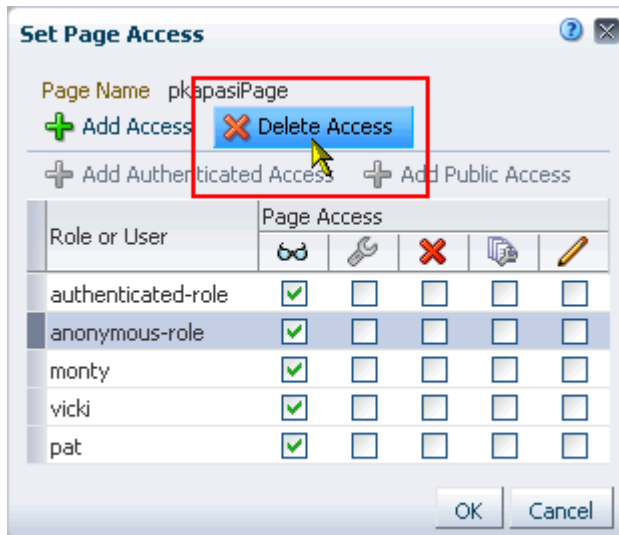 Set Page Access
Page Name pkapasiPage
Add Access Delete Access
Add Authenticated Access Add Public Access
Role or User
Page Access
authenticated-role
anonymous-role
monty
vicki
pat
OK Cancel